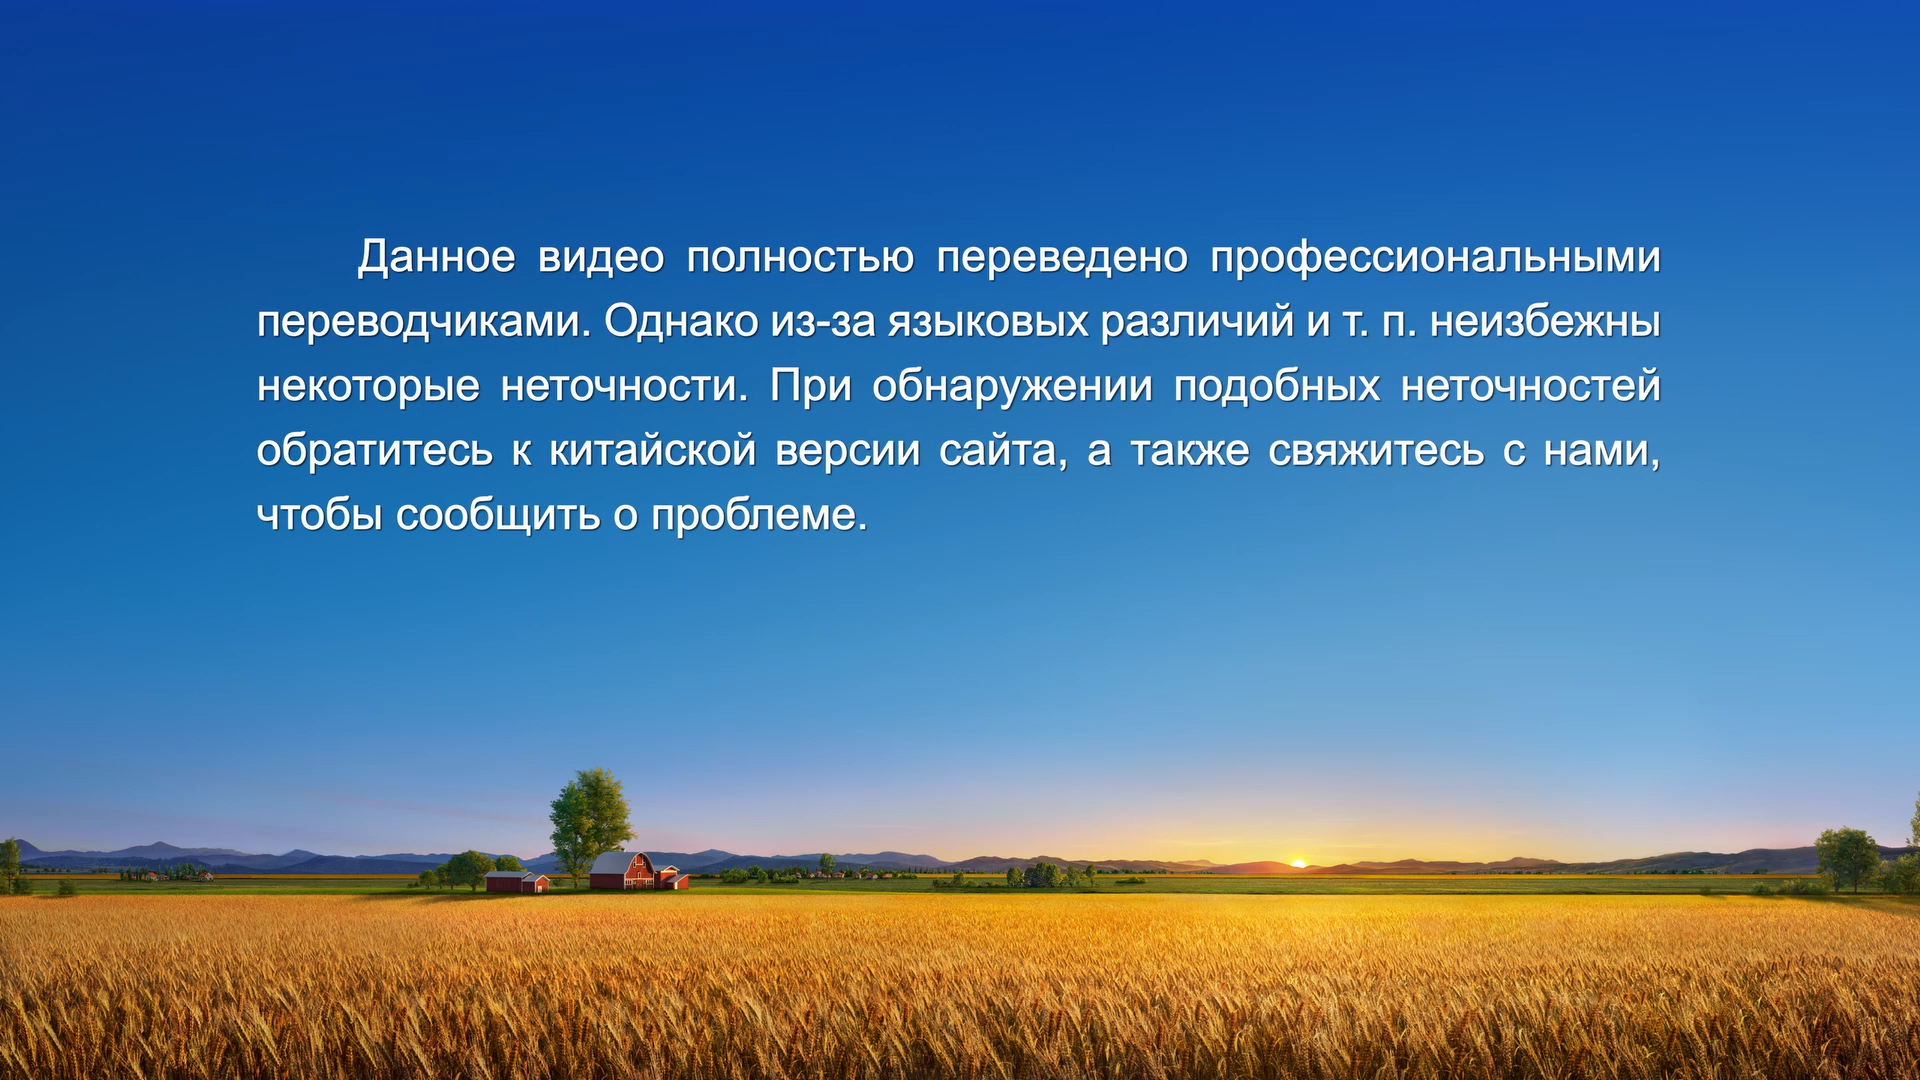 Данное видео полностью переведено профессиональными
переводчиками. Однако из-за языковых различий и т. п. неизбежны
некоторые неточности. При обнаружении подобных неточностей
обратитесь к китайской версии сайта, а также свяжитесь с нами,
чтобы сообщить о проблеме.